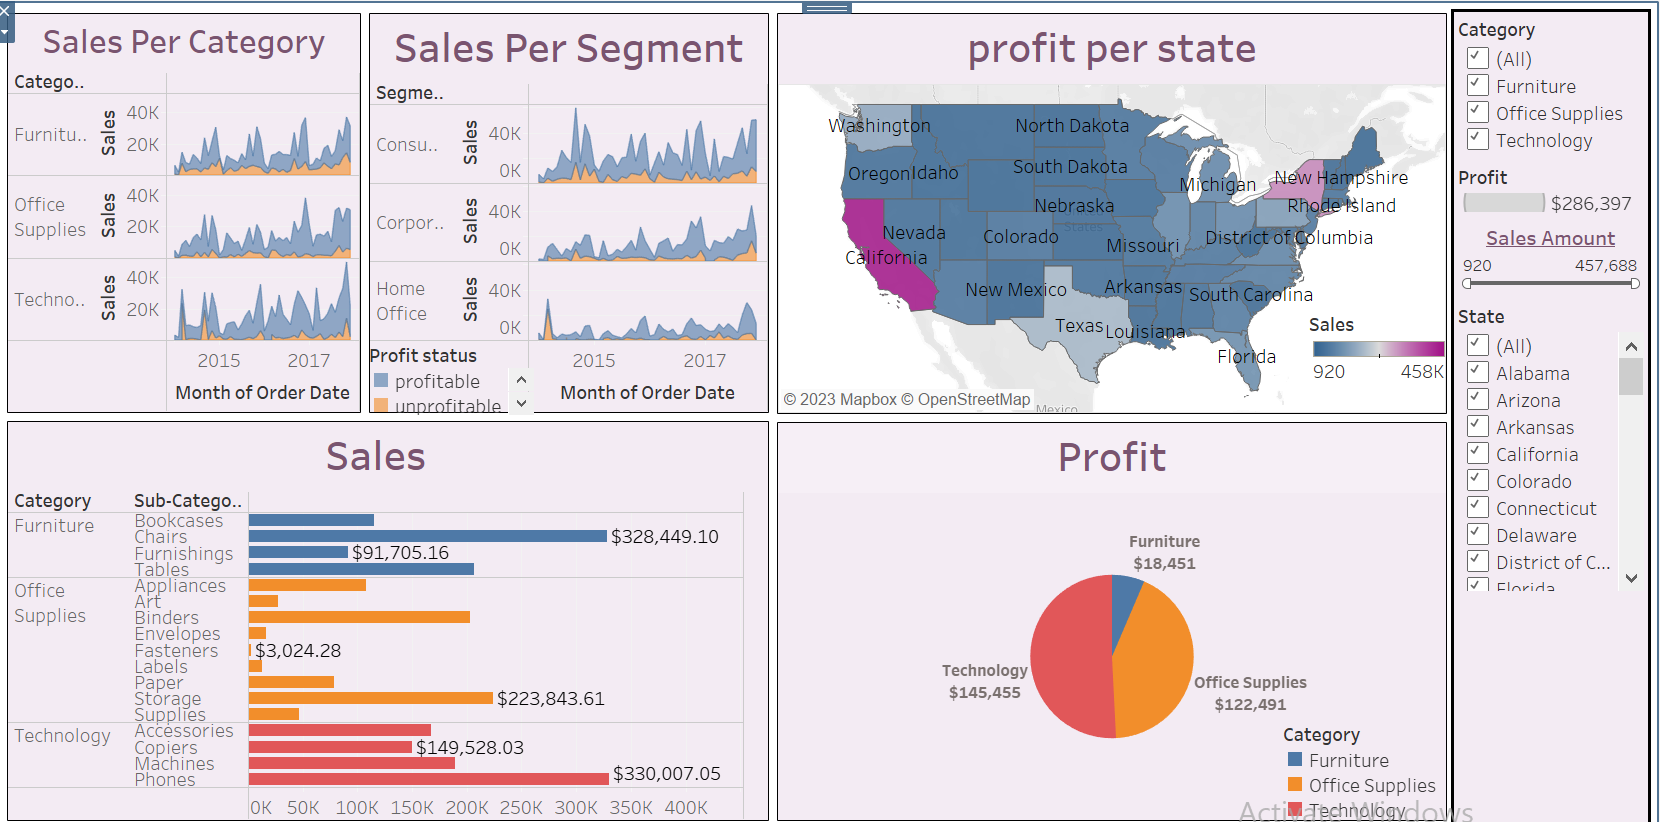 Sales Per Category
Catego..
Furnitu..
Sales
40K
20K
Office
Supplies
Sales
40K
20K
Techno..
Sales
40K
20K
2015
2017
Month of Order Date
Sales Per Segment
Segme..
Consu..
Sales
40K
0K
Corpor..
Sales
40K
0K
Home
Office
Sales
40K
0K
Profit status
profitable
unprofitable
2015
2017
Month of Order Date
profit per state
Washington
North Dakota
Oregon
Idaho
South Dakota
Michigan
New Hampshire
Nebraska
Rhode Island
States
Nevada
Colorado
Missouri
District of Columbia
California
New Mexico
Arkansas
South Carolina
Texas
Louisiana
Florida
Sales
920
458K
© 2023 Mapbox © OpenStreetMap
Mexico
Category
(All)
Furniture
Office Supplies
Technology
Profit
$286,397
Sales Amount
920
457,688
State
(All)
Alabama
Arizona
Arkansas
California
Colorado
Connecticut
Delaware
District of C...
Florida
Sales
Category
Sub-Catego..
Furniture
Bookcases
Chairs
$328,449.10
Furnishings
$91,705.16
Tables
Office
Supplies
Appliances
Art
Binders
Envelopes
Fasteners
$3,024.28
Labels
Paper
Storage
$223,843.61
Supplies
Technology
Accessories
Copiers
$149,528.03
Machines
Phones
$330,007.05
0K 50K 100K 150K 200K 250K 300K 350K 400K
Profit
Furniture
$18,451
Technology
$145,455
Office Supplies
$122,491
Category
Furniture
Office Supplies
Technology
Activate Windows